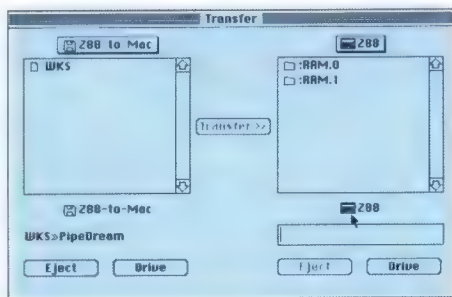 Transfer
Z88 to Mac
WKS
Transfer >>
Z88
:RAM.0
:RAM.1
Z88-to-Mac
Z88
WKS»PipeDream
Eject
Drive
Eject
Drive